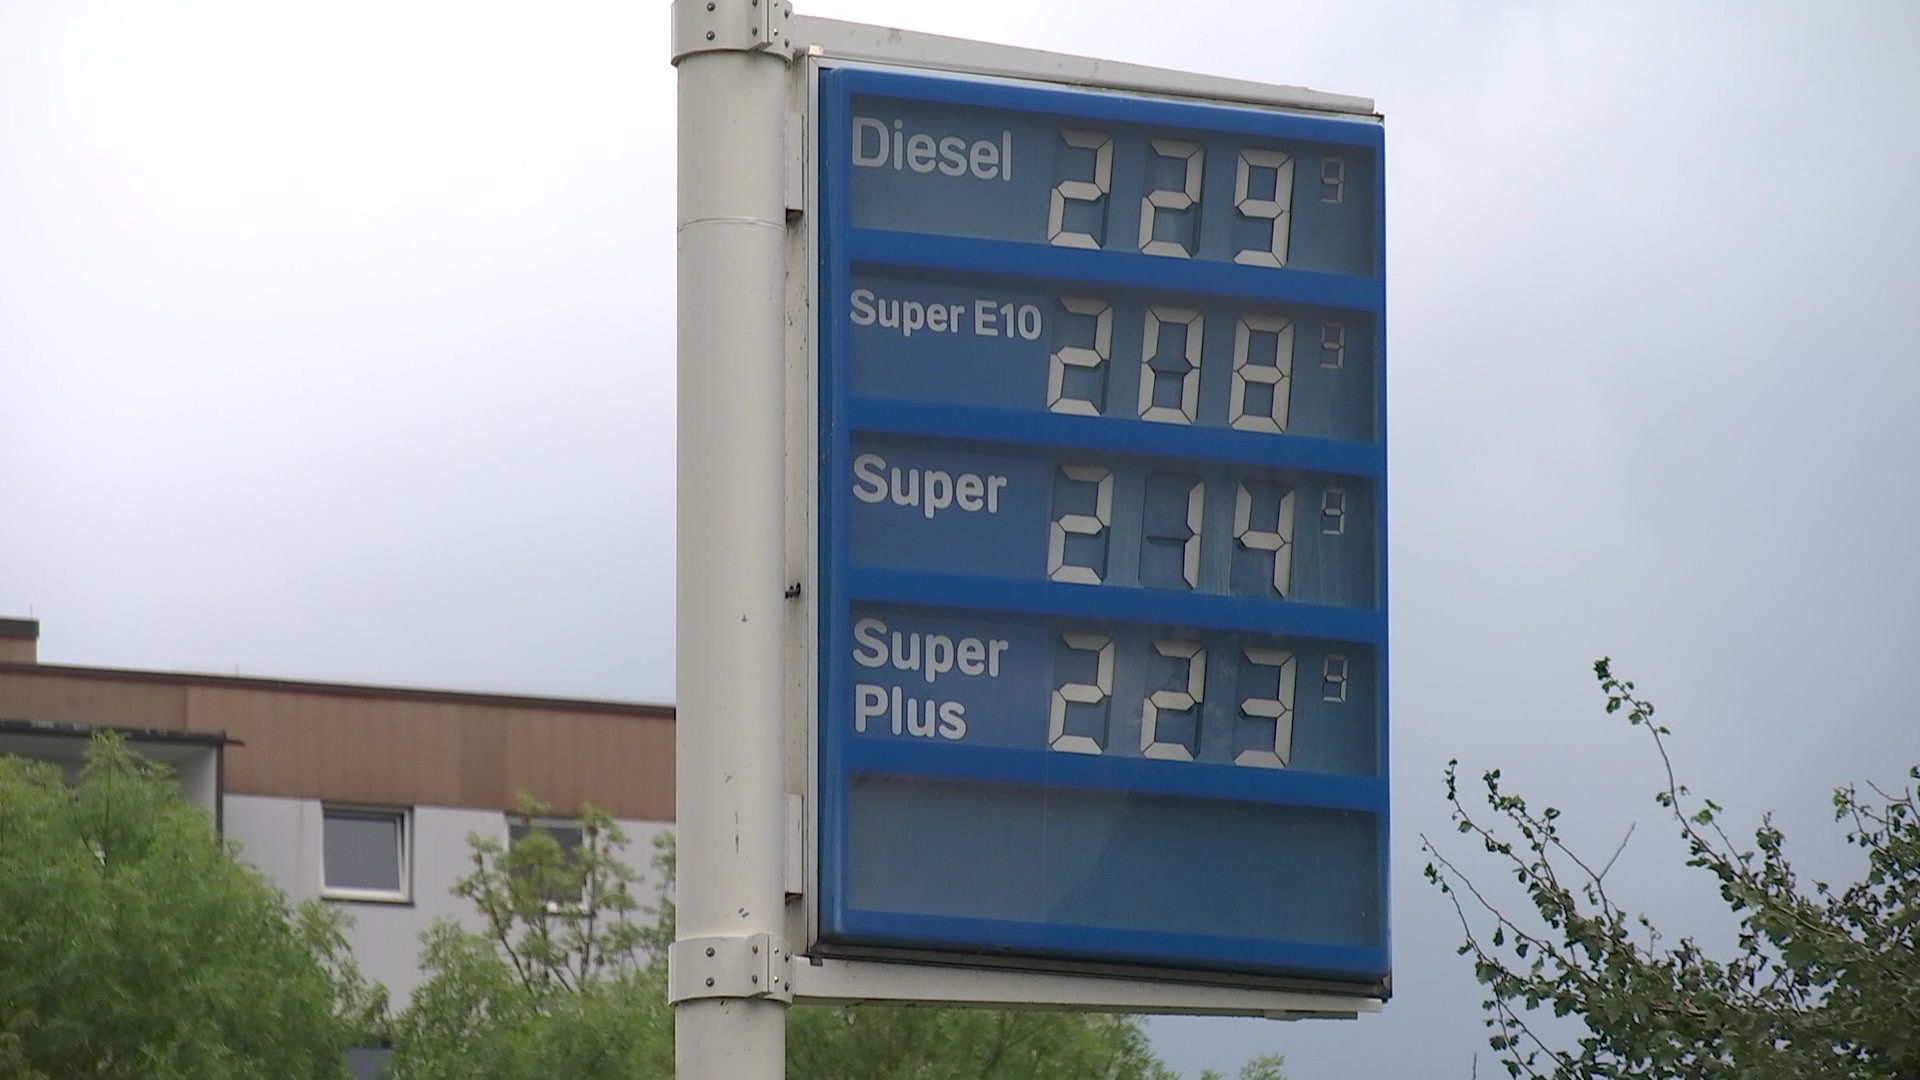 Diesel 229 9
Super E10 208 9
Super 214 9
Super
Plus 223 9